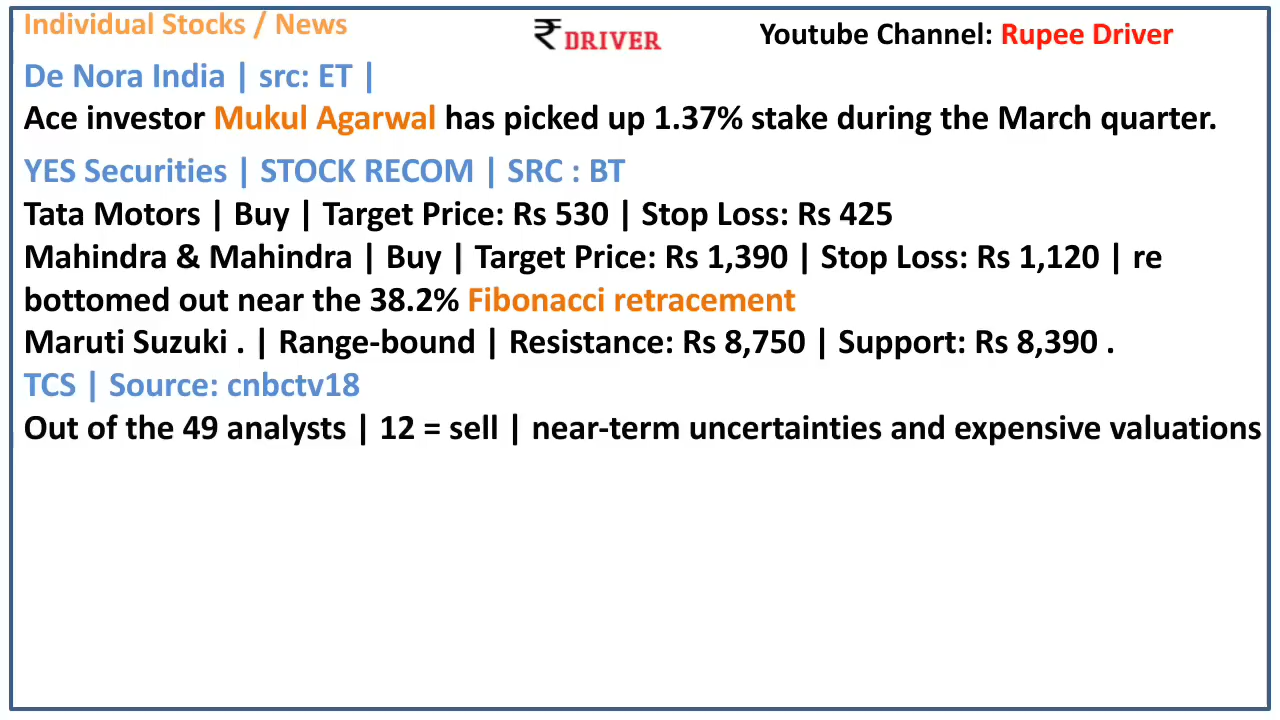 Individual Stocks / News
₹ DRIVER
Youtube Channel: Rupee Driver
De Nora India | src: ET |
Ace investor Mukul Agarwal has picked up 1.37% stake during the March quarter.
YES Securities | STOCK RECOM | SRC : BT
Tata Motors | Buy | Target Price: Rs 530 | Stop Loss: Rs 425
Mahindra & Mahindra | Buy | Target Price: Rs 1,390 | Stop Loss: Rs 1,120 | re
bottomed out near the 38.2% Fibonacci retracement
Maruti Suzuki . | Range-bound | Resistance: Rs 8,750 | Support: Rs 8,390 .
TCS | Source: cnbctv18
Out of the 49 analysts | 12 = sell | near-term uncertainties and expensive valuations